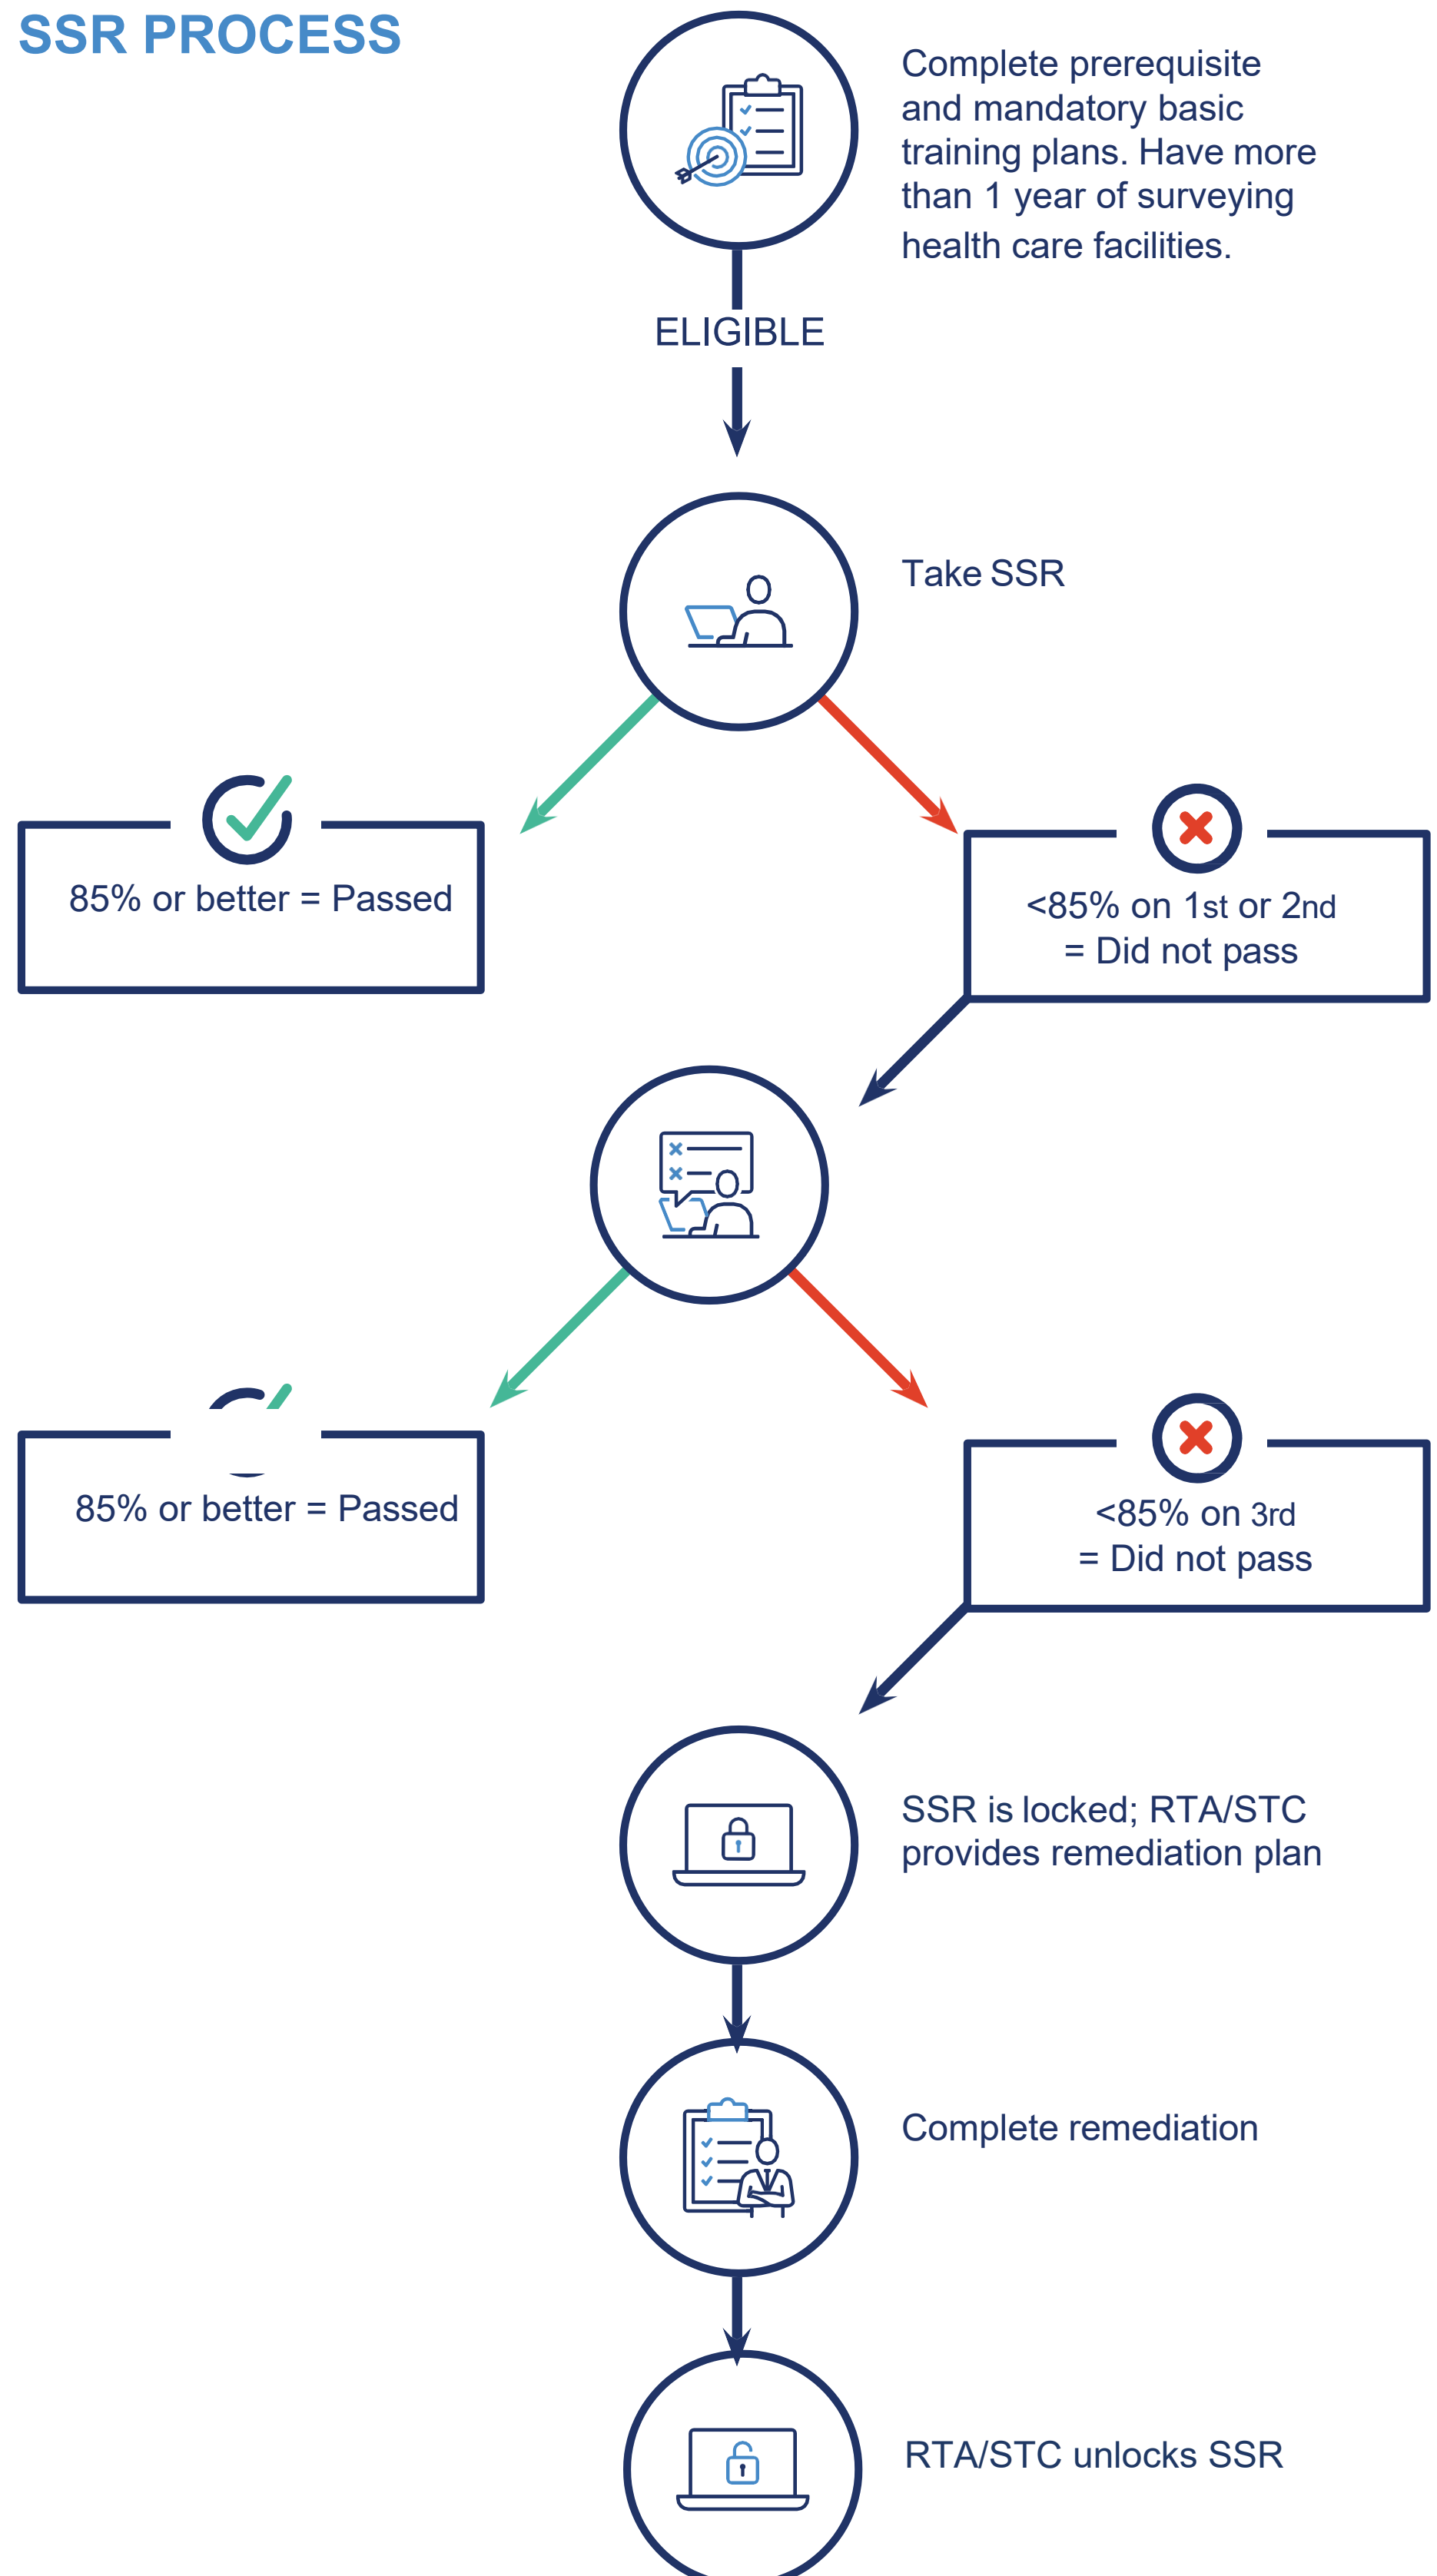 SSR PROCESS
Complete prerequisite
and mandatory basic
training plans. Have more
than 1 year of surveying
health care facilities.
ELIGIBLE
Take SSR
85% or better = Passed
<85% on 1st or 2nd
= Did not pass
85% or better = Passed
<85% on 3rd
= Did not pass
SSR is locked; RTA/STC
provides remediation plan
Complete remediation
RTA/STC unlocks SSR